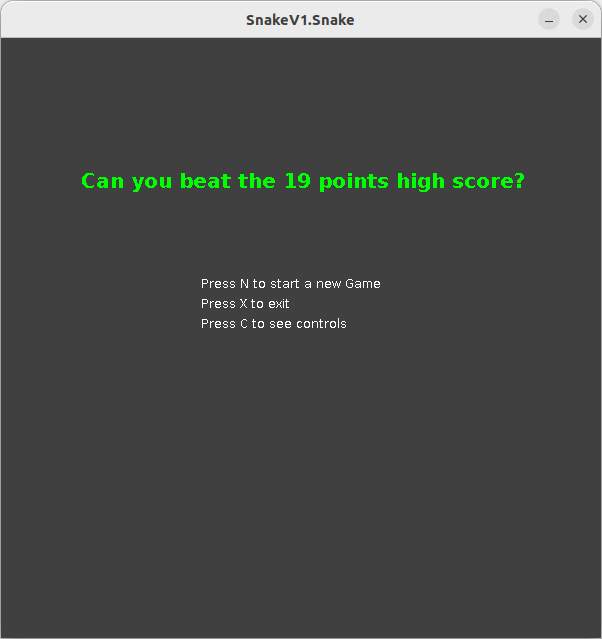 SnakeV1.Snake
Can you beat the 19 points high score?
Press N to start a new Game
Press X to exit
Press C to see controls